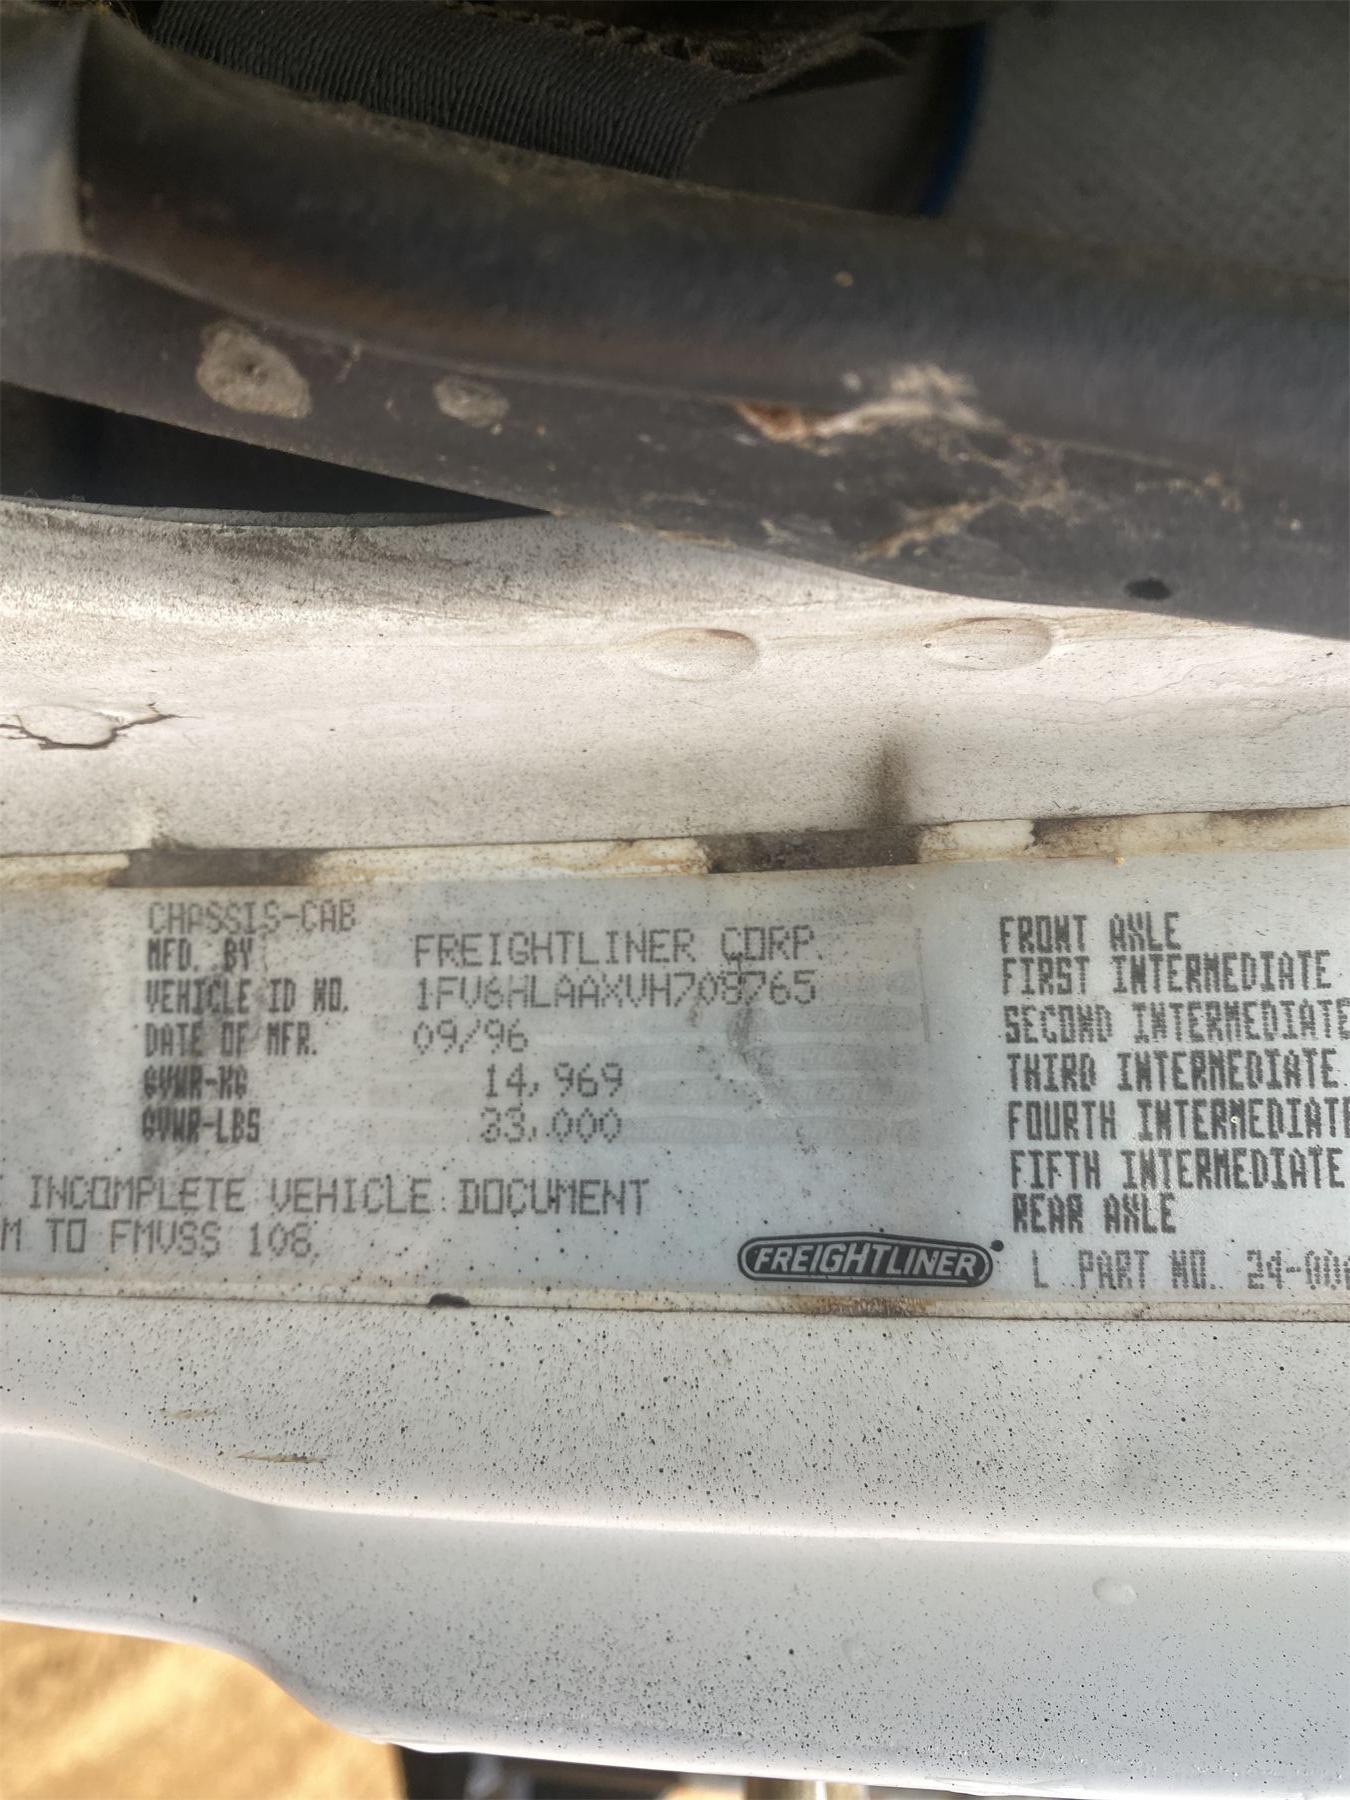 CHASSIS-CAB
MFD. BY FREIGHTLINER CORP.
VEHICLE ID NO. 1FV6HLAAXVH708765
DATE OF MFR. 09/96
GVWR-KG 14,969
GVWR-LBS 33,000
INCOMPLETE VEHICLE DOCUMENT
M TO FMVSS 108.
FREIGHTLINER
FRONT AXLE
FIRST INTERMEDIATE
SECOND INTERMEDIATE
THIRD INTERMEDIATE
FOURTH INTERMEDIATE
FIFTH INTERMEDIATE
REAR AXLE
L PART NO. 24-00